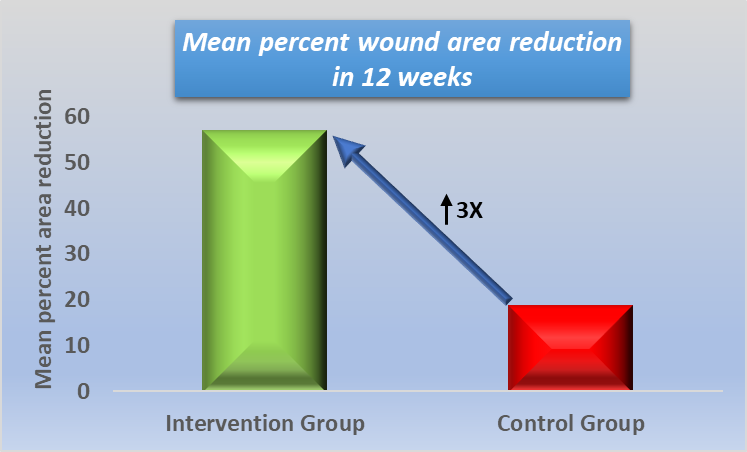 Mean percent wound area reduction
in 12 weeks
Mean percent area reduction
60
50
40
30
20
10
0
3X
Intervention Group
Control Group